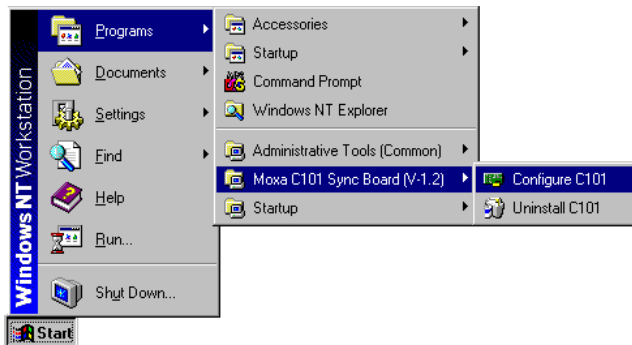 Windows NT Workstation
Programs
Documents
Settings
Find
Help
Run...
Shut Down...
Start
Accessories
Startup
Command Prompt
Windows NT Explorer
Administrative Tools (Common)
Moxa C101 Sync Board (V-1.2)
Startup
Configure C101
Uninstall C101